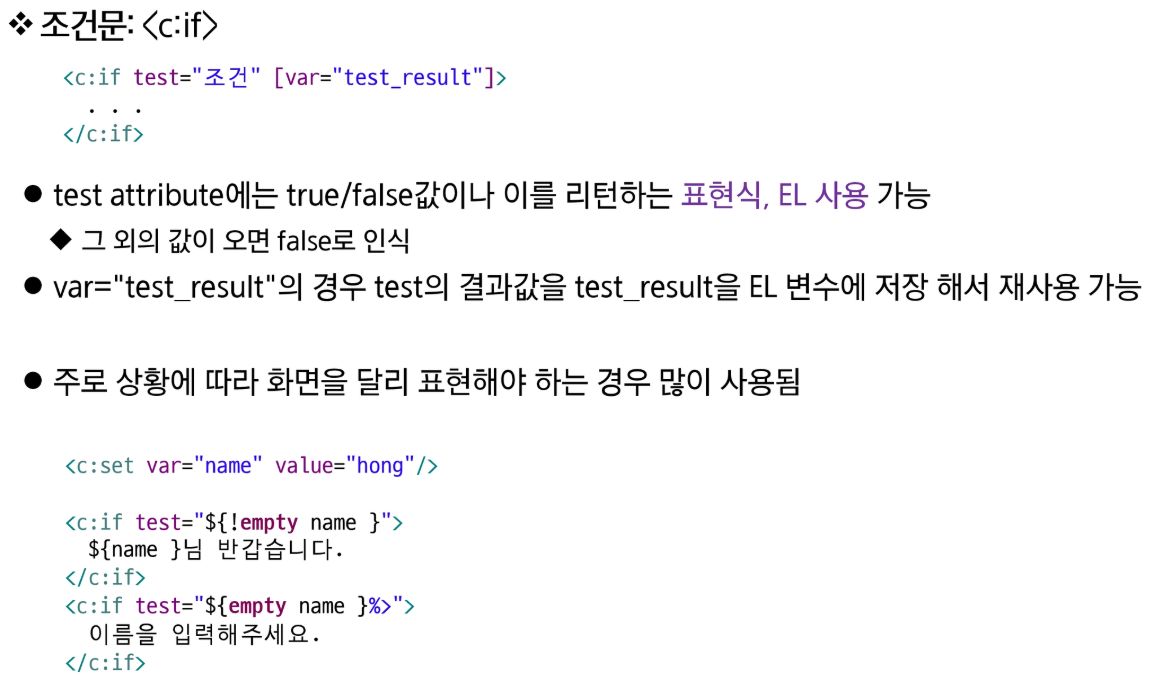 ❖ 조건문: <c:if>
<c:if test="조건" [var="test_result"]>
. . .
</c:if>
● test attribute에는 true/false값이나 이를 리턴하는 표현식, EL 사용 가능
◆ 그 외의 값이 오면 false로 인식
● var="test_result"의 경우 test의 결과값을 test_result을 EL 변수에 저장 해서 재사용 가능
● 주로 상황에 따라 화면을 달리 표현해야 하는 경우 많이 사용됨
<c:set var="name" value="hong"/>
<c:if test="${!empty name }">
${name }님 반갑습니다.
</c:if>
<c:if test="${empty name }%>">
이름을 입력해주세요.
</c:if>